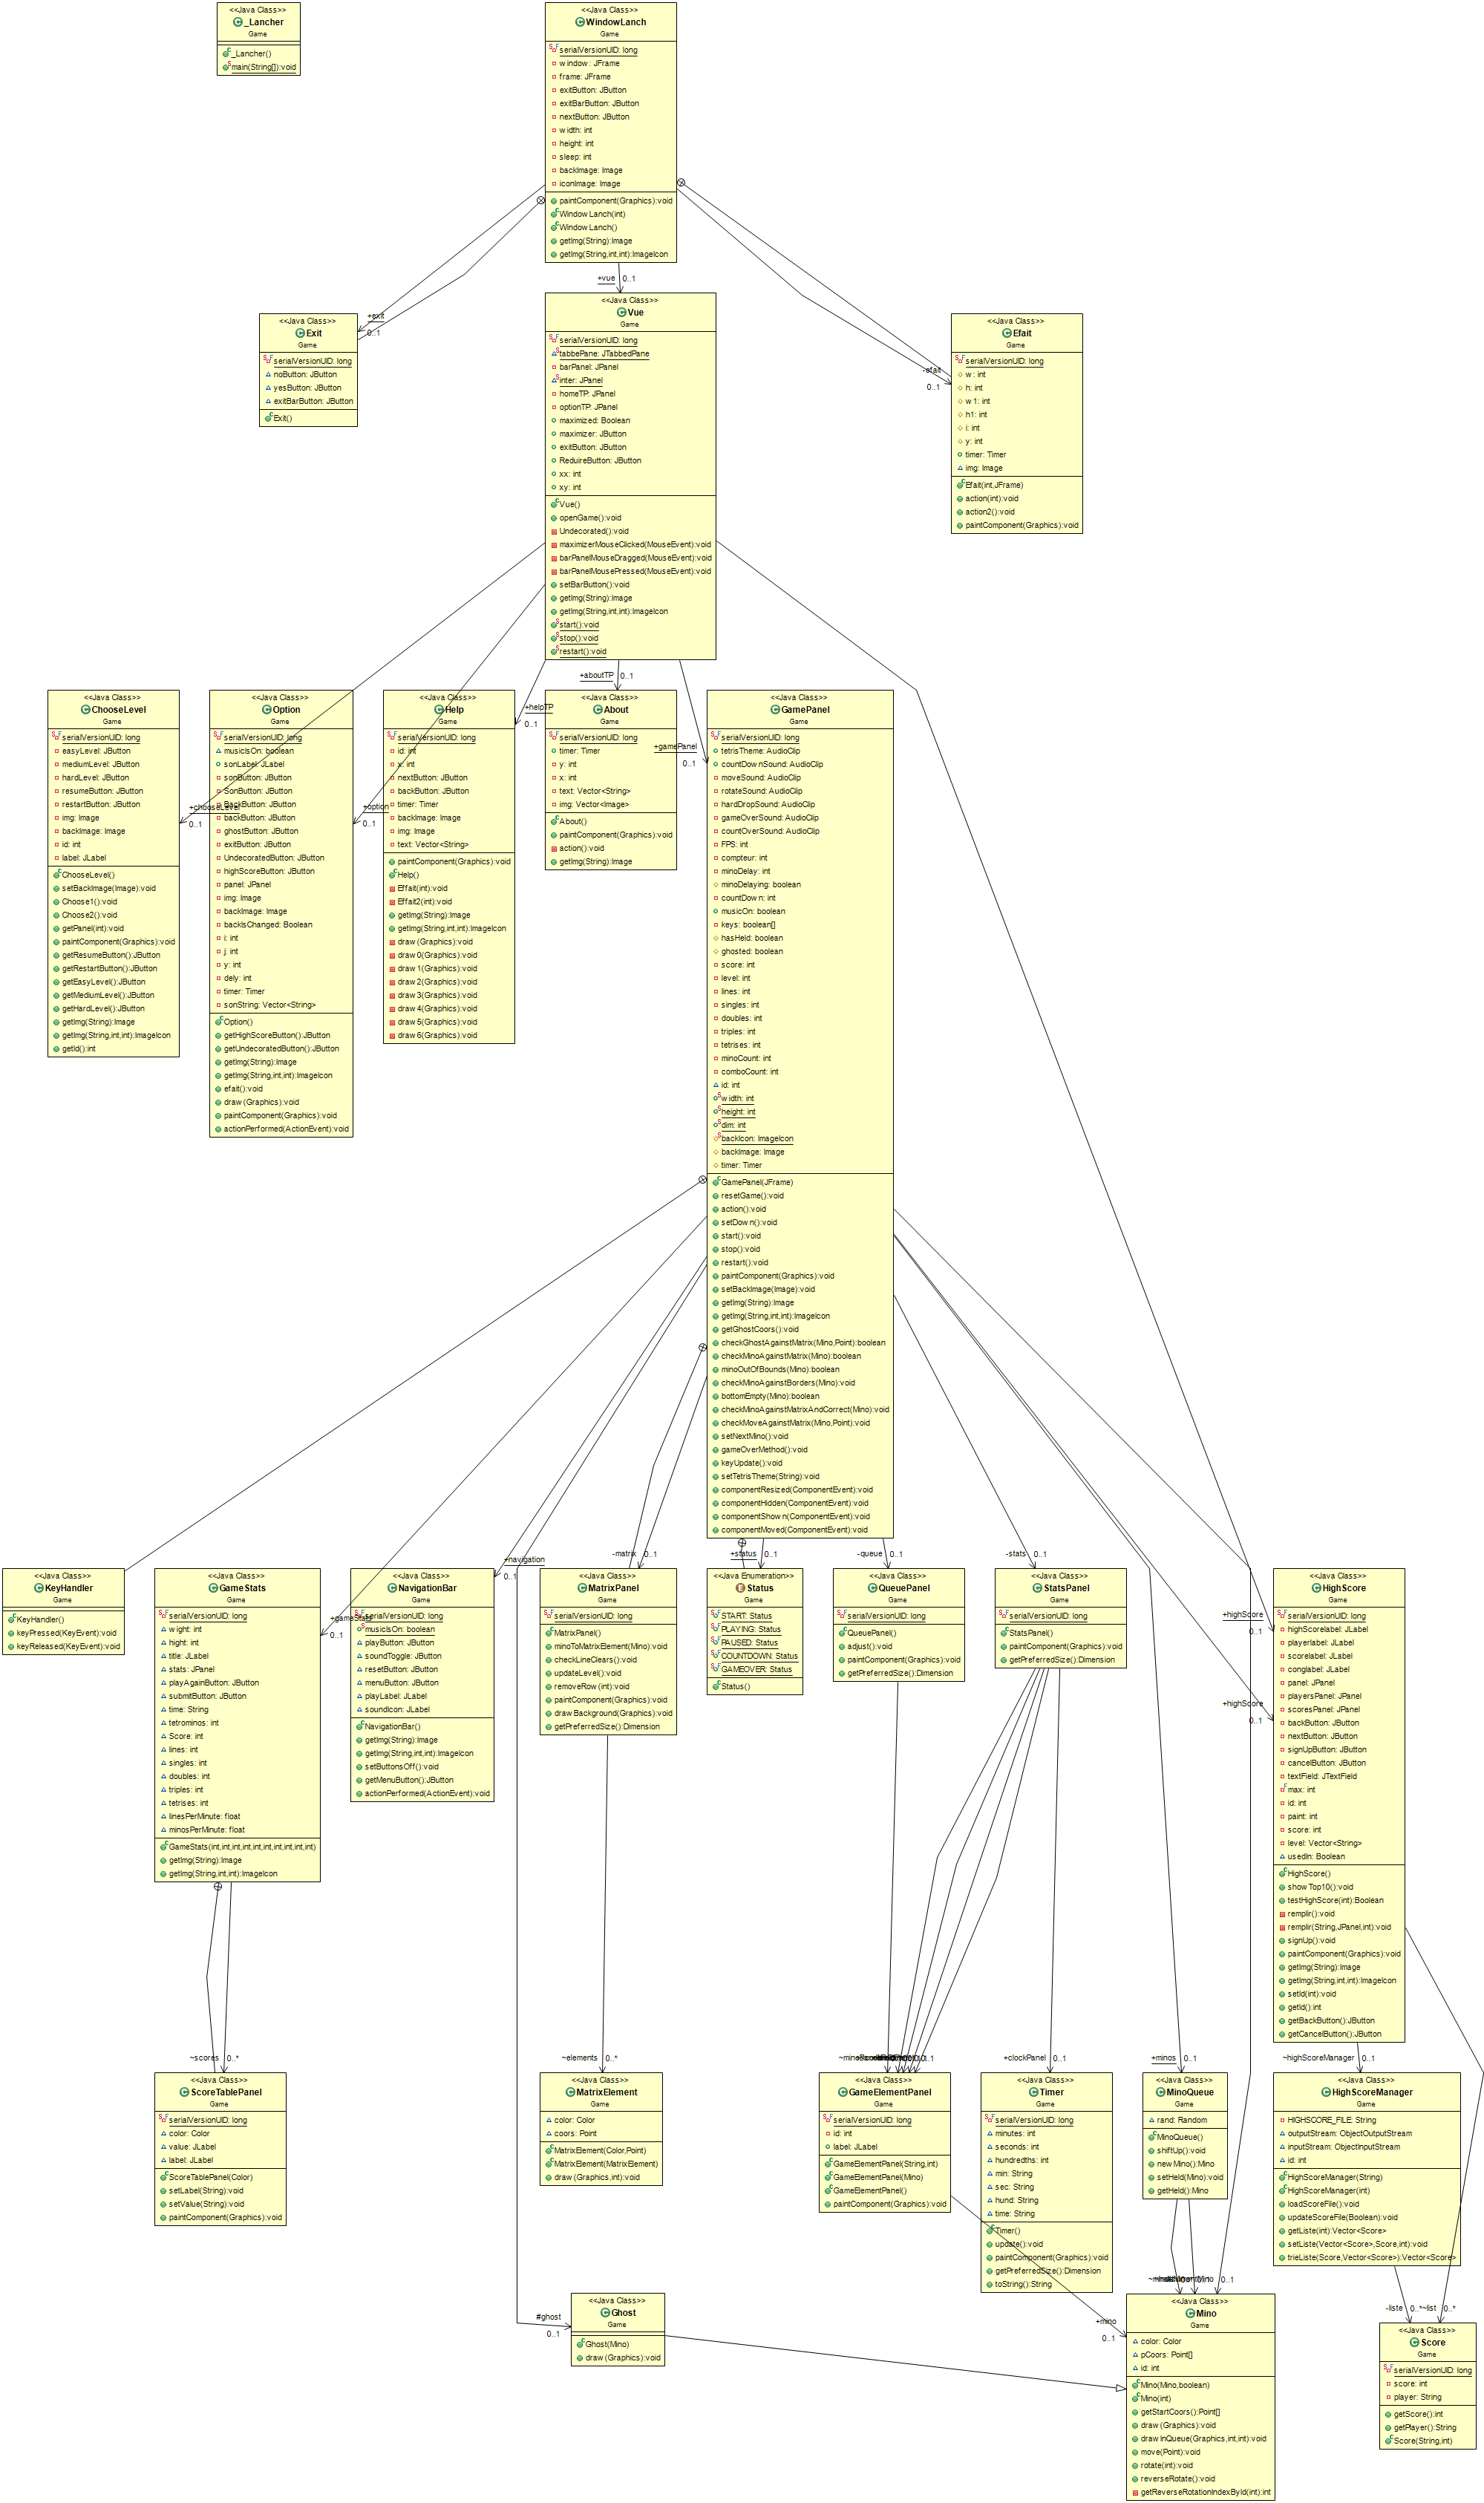 <<Java Class>>
_Lancher
Game
_Lancher()
main(String[]):void
<<Java Class>>
WindowLanch
Game
serialVersionUID: long
window: JFrame
frame: JFrame
exitButton: JButton
exitBarButton: JButton
nextButton: JButton
width: int
height: int
sleep: int
backImage: Image
iconImage: Image
paintComponent(Graphics):void
WindowLanch(int)
WindowLanch()
getImg(String):Image
getImg(String,int,int):ImageIcon
+vue 0..1
+exit
0..1
-efait
0..1
<<Java Class>>
Exit
Game
serialVersionUID: long
noButton: JButton
yesButton: JButton
exitBarButton: JButton
Exit()
<<Java Class>>
Vue
Game
serialVersionUID: long
tabbePane: JTabbedPane
barPanel: JPanel
inter: JPanel
homeTP: JPanel
optionTP: JPanel
maximized: Boolean
maximizer: JButton
exitButton: JButton
ReduireButton: JButton
xx: int
xy: int
Vue()
openGame():void
Undecorated():void
maximizerMouseClicked(MouseEvent):void
barPanelMouseDragged(MouseEvent):void
barPanelMousePressed(MouseEvent):void
setBarButton():void
getImg(String):Image
getImg(String,int,int):ImageIcon
start():void
stop():void
restart():void
<<Java Class>>
Efait
Game
serialVersionUID: long
w: int
h: int
w1: int
h1: int
i: int
y: int
timer: Timer
img: Image
Efait(int,JFrame)
action(int):void
action2():void
paintComponent(Graphics):void
+chooseLevel
0..1
+option
0..1
+helpTP
0..1
+aboutTP 0..1
+gamePanel
0..1
<<Java Class>>
ChooseLevel
Game
serialVersionUID: long
easyLevel: JButton
mediumLevel: JButton
hardLevel: JButton
resumeButton: JButton
restartButton: JButton
img: Image
backImage: Image
id: int
label: JLabel
ChooseLevel()
setBackImage(Image):void
Choose1():void
Choose2():void
getPanel(int):void
paintComponent(Graphics):void
getResumeButton():JButton
getRestartButton():JButton
getEasyLevel():JButton
getMediumLevel():JButton
getHardLevel():JButton
getImg(String):Image
getImg(String,int,int):ImageIcon
getId():int
<<Java Class>>
Option
Game
serialVersionUID: long
musicIsOn: boolean
sonLabel: JLabel
sonButton: JButton
SonButton: JButton
BackButton: JButton
backButton: JButton
ghostButton: JButton
exitButton: JButton
UndecoratedButton: JButton
highScoreButton: JButton
panel: JPanel
img: Image
backImage: Image
backIsChanged: Boolean
i: int
j: int
y: int
dely: int
timer: Timer
sonString: Vector<String>
Option()
getHighScoreButton():JButton
getUndecoratedButton():JButton
getImg(String):Image
getImg(String,int,int):ImageIcon
efait():void
draw(Graphics):void
paintComponent(Graphics):void
actionPerformed(ActionEvent):void
<<Java Class>>
Help
Game
serialVersionUID: long
id: int
x: int
nextButton: JButton
backButton: JButton
timer: Timer
backImage: Image
img: Image
text: Vector<String>
paintComponent(Graphics):void
Help()
Effait(int):void
Effait2(int):void
getImg(String):Image
getImg(String,int,int):ImageIcon
draw(Graphics):void
draw0(Graphics):void
draw1(Graphics):void
draw2(Graphics):void
draw3(Graphics):void
draw4(Graphics):void
draw5(Graphics):void
draw6(Graphics):void
<<Java Class>>
About
Game
serialVersionUID: long
timer: Timer
y: int
x: int
text: Vector<String>
img: Vector<Image>
About()
paintComponent(Graphics):void
action():void
getImg(String):Image
<<Java Class>>
GamePanel
Game
serialVersionUID: long
tetrisTheme: AudioClip
countDownSound: AudioClip
moveSound: AudioClip
rotateSound: AudioClip
hardDropSound: AudioClip
gameOverSound: AudioClip
countOverSound: AudioClip
FPS: int
compteur: int
minoDelay: int
minoDelaying: boolean
countDown: int
musicOn: boolean
keys: boolean[]
hasHeld: boolean
ghosted: boolean
score: int
level: int
lines: int
singles: int
doubles: int
triples: int
tetrises: int
minoCount: int
comboCount: int
id: int
width: int
height: int
dim: int
backIcon: ImageIcon
backImage: Image
timer: Timer
GamePanel(JFrame)
resetGame():void
action():void
setDown():void
start():void
stop():void
restart():void
paintComponent(Graphics):void
setBackImage(Image):void
getImg(String):Image
getImg(String,int,int):ImageIcon
getGhostCoors():void
checkGhostAgainstMatrix(Mino,Point):boolean
checkMinoAgainstMatrix(Mino):boolean
minoOutOfBounds(Mino):boolean
checkMinoAgainstBorders(Mino):void
bottomEmpty(Mino):boolean
checkMinoAgainstMatrixAndCorrect(Mino):void
checkMoveAgainstMatrix(Mino,Point):void
setNextMino():void
gameOverMethod():void
keyUpdate():void
setTetrisTheme(String):void
componentResized(ComponentEvent):void
componentHidden(ComponentEvent):void
componentShown(ComponentEvent):void
componentMoved(ComponentEvent):void
+gameStats
0..1
+navigation
0..1
-matrix 0..1
+status 0..1
-queue 0..1
-stats 0..1
+highScore
0..1
+highScore
0..1
<<Java Class>>
KeyHandler
Game
KeyHandler()
keyPressed(KeyEvent):void
keyReleased(KeyEvent):void
<<Java Class>>
GameStats
Game
serialVersionUID: long
wight: int
hight: int
title: JLabel
stats: JPanel
playAgainButton: JButton
submitButton: JButton
time: String
tetrominos: int
Score: int
lines: int
singles: int
doubles: int
triples: int
tetrises: int
linesPerMinute: float
minosPerMinute: float
GameStats(int,int,int,int,int,int,int,int,int,int)
getImg(String):Image
getImg(String,int,int):ImageIcon
<<Java Class>>
NavigationBar
Game
serialVersionUID: long
musicIsOn: boolean
playButton: JButton
soundToggle: JButton
resetButton: JButton
menuButton: JButton
playLabel: JLabel
soundIcon: JLabel
NavigationBar()
getImg(String):Image
getImg(String,int,int):ImageIcon
setButtonsOff():void
getMenuButton():JButton
actionPerformed(ActionEvent):void
<<Java Class>>
MatrixPanel
Game
serialVersionUID: long
MatrixPanel()
minoToMatrixElement(Mino):void
checkLineClears():void
updateLevel():void
removeRow(int):void
paintComponent(Graphics):void
drawBackground(Graphics):void
getPreferredSize():Dimension
<<Java Enumeration>>
Status
Game
START: Status
PLAYING: Status
PAUSED: Status
COUNTDOWN: Status
GAMEOVER: Status
Status()
<<Java Class>>
QueuePanel
Game
serialVersionUID: long
QueuePanel()
adjust():void
paintComponent(Graphics):void
getPreferredSize():Dimension
<<Java Class>>
StatsPanel
Game
serialVersionUID: long
StatsPanel()
paintComponent(Graphics):void
getPreferredSize():Dimension
<<Java Class>>
HighScore
Game
serialVersionUID: long
highScorelabel: JLabel
playerlabel: JLabel
scorelabel: JLabel
conglabel: JLabel
panel: JPanel
playersPanel: JPanel
scoresPanel: JPanel
backButton: JButton
nextButton: JButton
signUpButton: JButton
cancelButton: JButton
textField: JTextField
max: int
id: int
paint: int
score: int
level: Vector<String>
usedIn: Boolean
HighScore()
showTop10():void
testHighScore(int):Boolean
remplir():void
remplir(String,JPanel,int):void
signUp():void
paintComponent(Graphics):void
getImg(String):Image
getImg(String,int,int):ImageIcon
setId(int):void
getId():int
getBackButton():JButton
getCancelButton():JButton
~scores 0..*
~elements 0..*
+clockPanel 0..1
+minos 0..1
~highScoreManager 0..1
<<Java Class>>
ScoreTablePanel
Game
serialVersionUID: long
color: Color
value: JLabel
label: JLabel
ScoreTablePanel(Color)
setLabel(String):void
setValue(String):void
paintComponent(Graphics):void
<<Java Class>>
MatrixElement
Game
color: Color
coors: Point
MatrixElement(Color,Point)
MatrixElement(MatrixElement)
draw(Graphics,int):void
<<Java Class>>
GameElementPanel
Game
serialVersionUID: long
id: int
label: JLabel
GameElementPanel(String,int)
GameElementPanel(Mino)
GameElementPanel()
paintComponent(Graphics):void
<<Java Class>>
Timer
Game
serialVersionUID: long
minutes: int
seconds: int
hundredths: int
min: String
sec: String
hund: String
time: String
Timer()
update():void
paintComponent(Graphics):void
getPreferredSize():Dimension
toString():String
<<Java Class>>
MinoQueue
Game
rand: Random
MinoQueue()
shiftUp():void
newMino():Mino
setHeld(Mino):void
getHeld():Mino
<<Java Class>>
HighScoreManager
Game
HIGHSCORE_FILE: String
outputStream: ObjectOutputStream
inputStream: ObjectInputStream
id: int
HighScoreManager(String)
HighScoreManager(int)
loadScoreFile():void
updateScoreFile(Boolean):void
getListe(int):Vector<Score>
setListe(Vector<Score>,Score,int):void
trieListe(Score,Vector<Score>):Vector<Score>
#ghost
0..1
+mino
0..1
0..1
-liste 0..* ~list 0..*
<<Java Class>>
Ghost
Game
Ghost(Mino)
draw(Graphics):void
<<Java Class>>
Mino
Game
color: Color
pCoors: Point[]
id: int
Mino(Mino,boolean)
Mino(int)
getStartCoors():Point[]
draw(Graphics):void
drawInQueue(Graphics,int,int):void
move(Point):void
rotate(int):void
reverseRotate():void
getReverseRotationIndexById(int):int
<<Java Class>>
Score
Game
serialVersionUID: long
score: int
player: String
getScore():int
getPlayer():String
Score(String,int)